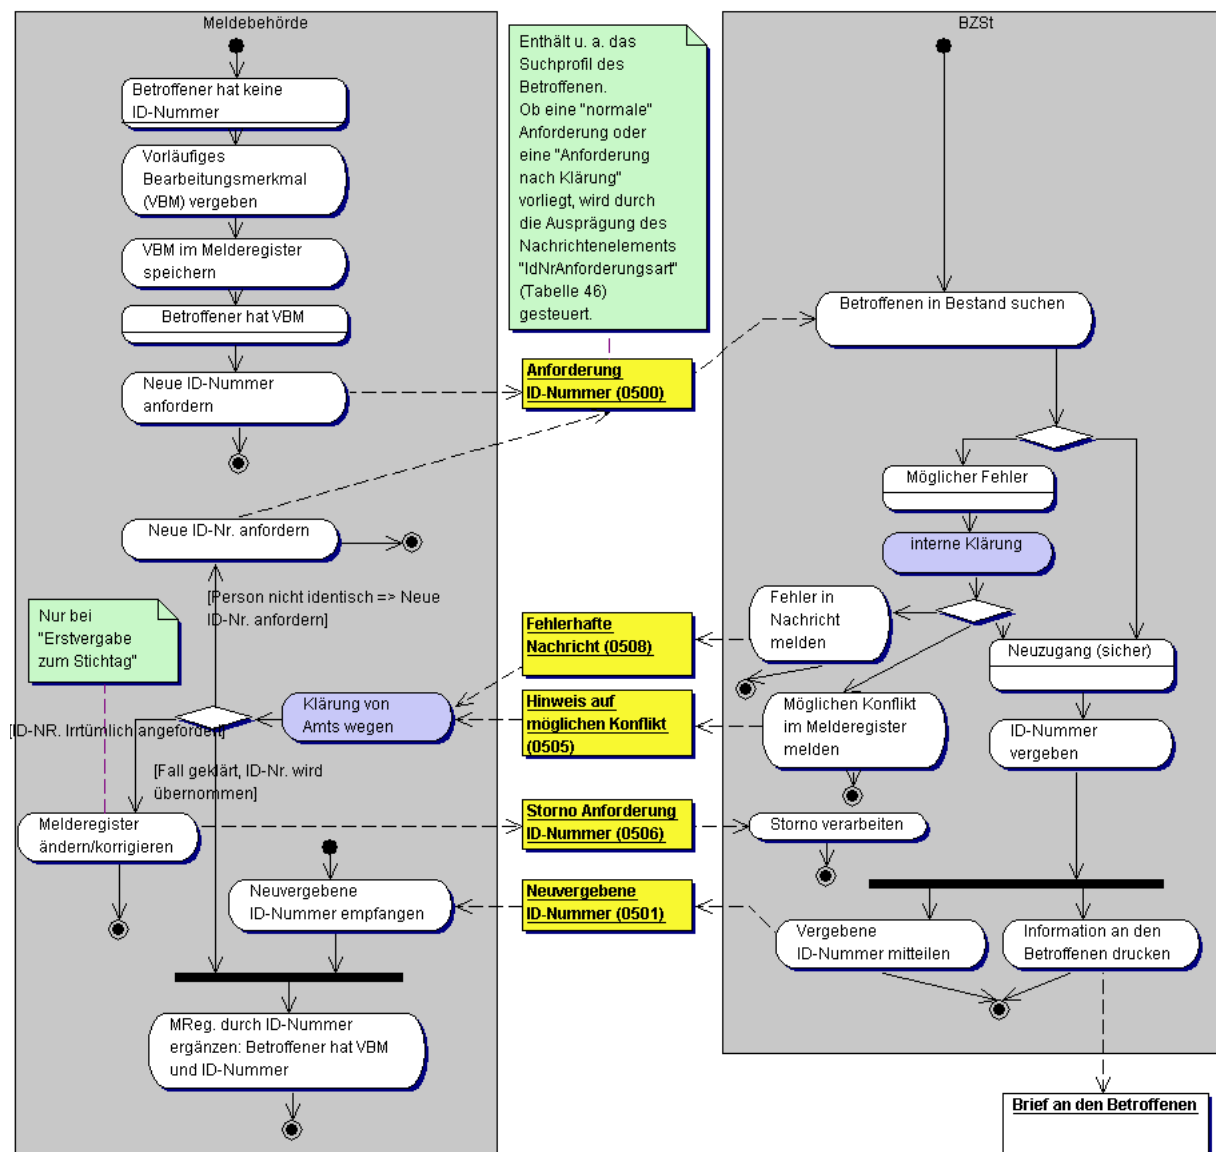 Meldebehörde
Betroffener hat keine
ID-Nummer
Vorläufiges
Bearbeitungsmerkmal
(VBM) vergeben
VBM im Melderegister
speichern
Betroffener hat VBM
Neue ID-Nummer
anfordern
Neue ID-Nr. anfordern
[Person nicht identisch => Neue
ID-Nr. anfordern]
Nur bei
"Erstvergabe
zum Stichtag"
Klärung von
Amts wegen
[ID-NR. Irrtümlich angefordert]
[Fall geklärt, ID-Nr. wird
übernommen]
Melderegister
ändern/korrigieren
Neuvergebene
ID-Nummer empfangen
MReg. durch ID-Nummer
ergänzen: Betroffener hat VBM
und ID-Nummer
Enthält u. a. das
Suchprofil des
Betroffenen.
Ob eine "normale"
Anforderung oder
eine "Anforderung
nach Klärung"
vorliegt, wird durch
die Ausprägung des
Nachrichtenelements
"IdNrAnforderungsart"
(Tabelle 46)
gesteuert.
Anforderung
ID-Nummer (0500)
Fehlerhafte
Nachricht (0508)
Hinweis auf
möglichen Konflikt
(0505)
Storno Anforderung
ID-Nummer (0506)
Neuvergebene
ID-Nummer (0501)
BZSt
Betroffenen in Bestand suchen
Möglicher Fehler
interne Klärung
Fehler in
Nachricht
melden
Neuzugang (sicher)
Möglichen Konflikt
im Melderegister
melden
ID-Nummer
vergeben
Storno verarbeiten
Vergebene
ID-Nummer mitteilen
Information an den
Betroffenen drucken
Brief an den Betroffenen